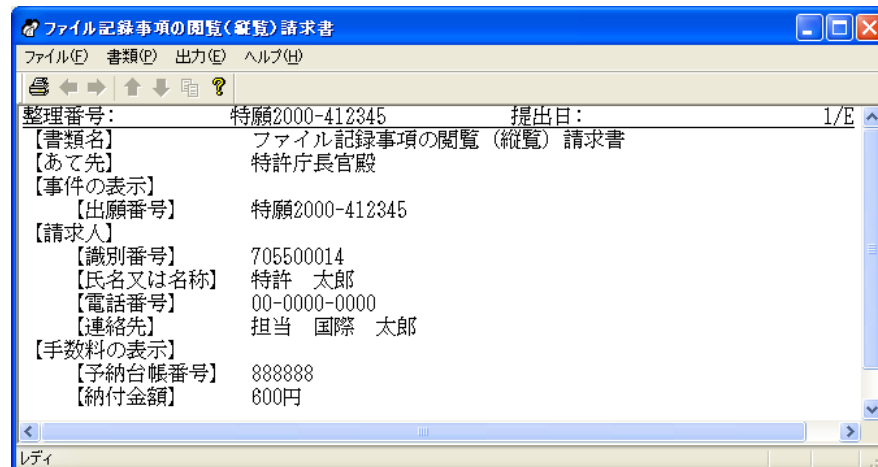 ファイル記録事項の閲覧(縦覧)請求書
ファイル(F) 書類(P) 出力(E) ヘルプ(H)
整理番号: 特願2000-412345 提出日: 1/E
【書類名】 ファイル記録事項の閲覧(縦覧)請求書
【あて先】 特許庁長官殿
【事件の表示】
【出願番号】 特願2000-412345
【請求人】
【識別番号】 705500014
【氏名又は名称】 特許 太郎
【電話番号】 00-0000-0000
【連絡先】 担当 国際 太郎
【手数料の表示】
【予納台帳番号】 888888
【納付金額】 600円
レディ